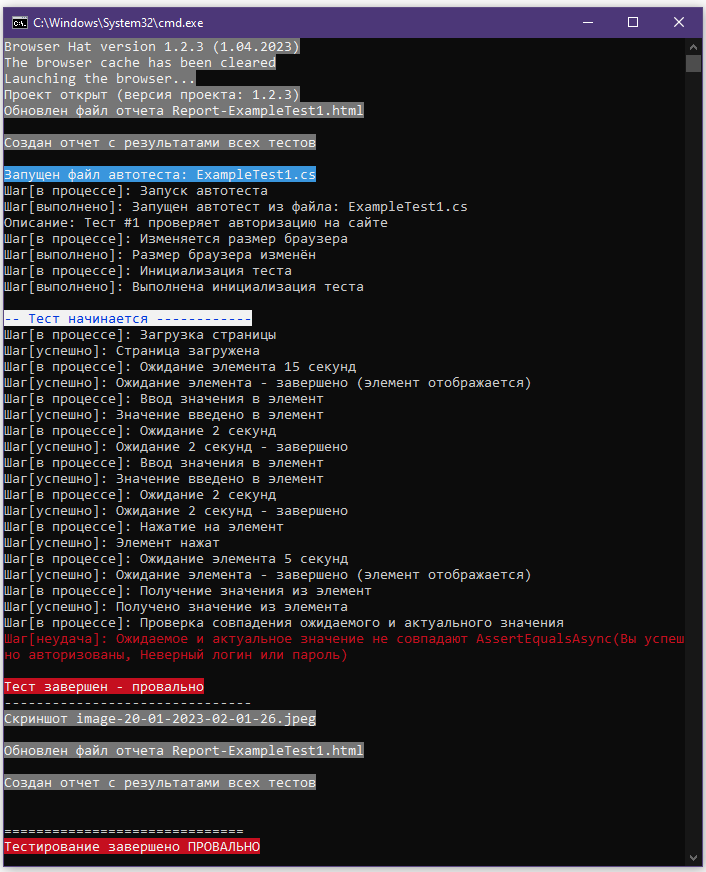 C:\Windows\System32\cmd.exe
Browser Hat version 1.2.3 (1.04.2023)
The browser cache has been cleared
Launching the browser...
Проект открыт (версия проекта: 1.2.3)
Обновлен файл отчета Report-ExampleTest1.html
Создан отчет с результатами всех тестов
Запущен файл автотеста: ExampleTest1.cs
Шаг[в процессе]: Запуск автотеста
Шаг[выполнено]: Запущен автотест из файла: ExampleTest1.cs
Описание: Тест #1 проверяет авторизацию на сайте
Шаг[в процессе]: Изменяется размер браузера
Шаг[выполнено]: Размер браузера изменён
Шаг[в процессе]: Инициализация теста
Шаг[выполнено]: Выполнена инициализация теста
-- Тест начинается ------------
Шаг[в процессе]: Загрузка страницы
Шаг[успешно]: Страница загружена
Шаг[в процессе]: Ожидание элемента 15 секунд
Шаг[успешно]: Ожидание элемента - завершено (элемент отображается)
Шаг[в процессе]: Ввод значения в элемент
Шаг[успешно]: Значение введено в элемент
Шаг[в процессе]: Ожидание 2 секунд
Шаг[успешно]: Ожидание 2 секунд - завершено
Шаг[в процессе]: Ввод значения в элемент
Шаг[успешно]: Значение введено в элемент
Шаг[в процессе]: Ожидание 2 секунд
Шаг[успешно]: Ожидание 2 секунд - завершено
Шаг[в процессе]: Нажатие на элемент
Шаг[успешно]: Элемент нажат
Шаг[в процессе]: Ожидание элемента 5 секунд
Шаг[успешно]: Ожидание элемента - завершено (элемент отображается)
Шаг[в процессе]: Получение значения из элемент
Шаг[успешно]: Получено значение из элемента
Шаг[в процессе]: Проверка совпадения ожидаемого и актуального значения
Шаг[неудача]: Ожидаемое и актуальное значение не совпадают AssertEqualsAsync(Вы успеш
но авторизованы, Неверный логин или пароль)
Тест завершен - провально
-------------------------------
Скриншот image-20-01-2023-02-01-26.jpeg
Обновлен файл отчета Report-ExampleTest1.html
Создан отчет с результатами всех тестов
==============================
Тестирование завершено ПРОВАЛЬНО